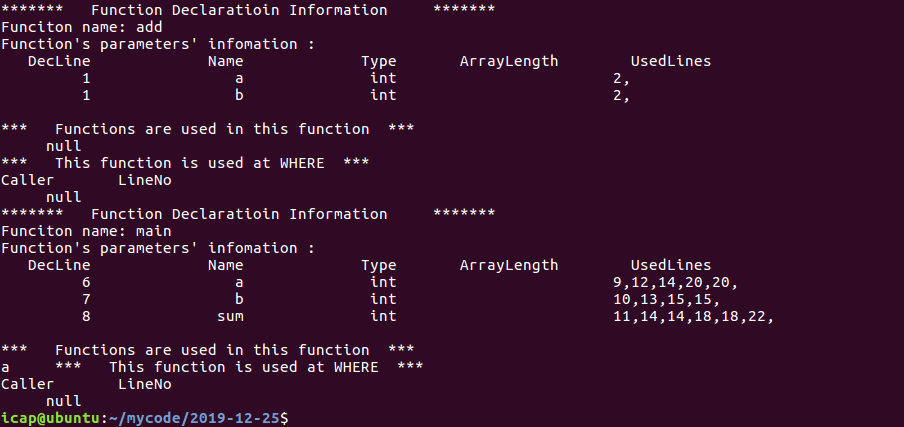 *******   Function Declaratioin Information     *******
Funciton name: add
Function's parameters' infomation :
   DecLine             Name             Type       ArrayLength        UsedLines
         1                a              int                        2,
         1                b              int                        2,

***   Functions are used in this function  ***
     null
***   This function is used at WHERE  ***
Caller       LineNo
     null
*******   Function Declaratioin Information     *******
Funciton name: main
Function's parameters' infomation :
   DecLine             Name             Type       ArrayLength        UsedLines
         6                a              int                        9,12,14,20,20,
         7                b              int                        10,13,15,15,
         8              sum              int                        11,14,14,18,18,22,

***   Functions are used in this function  ***
a     ***   This function is used at WHERE  ***
Caller       LineNo
     null
icap@ubuntu:~/mycode/2019-12-25$